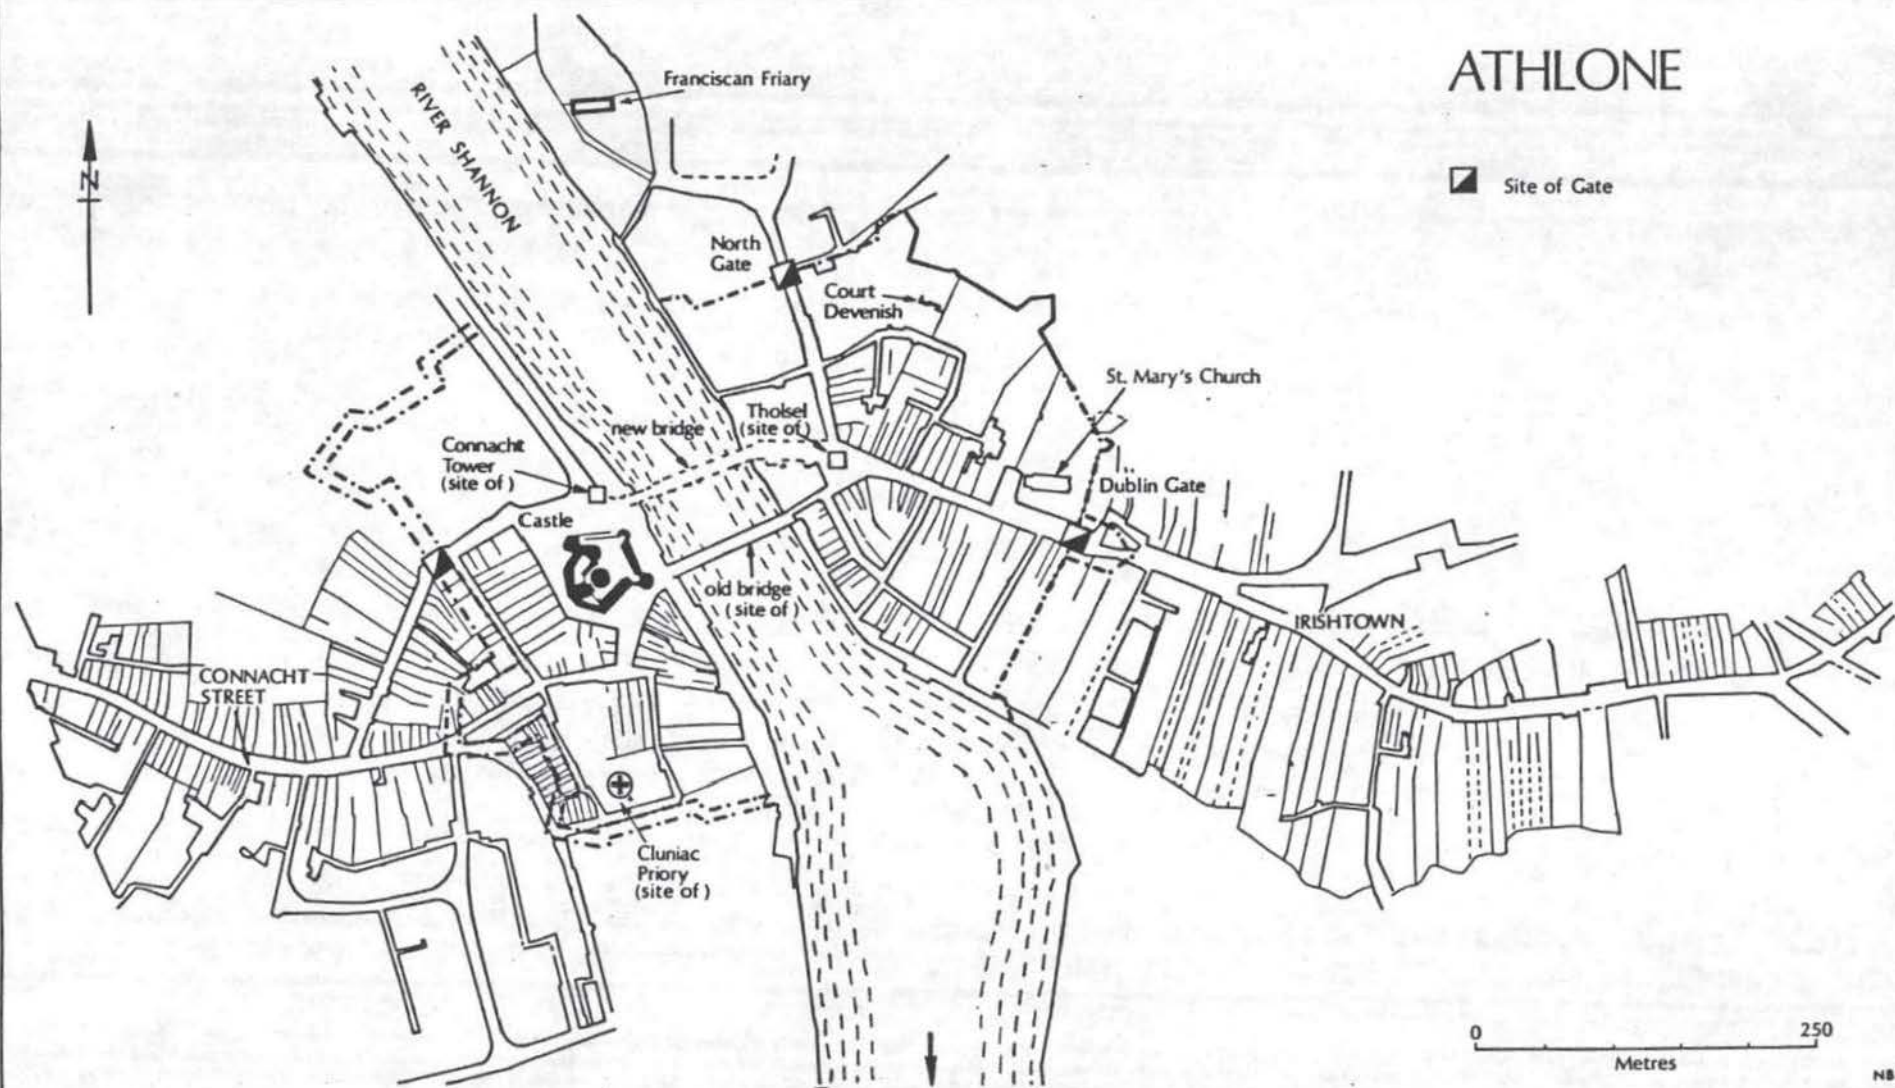 ATHLONE
Site of Gate
N
Franciscan Friary
RIVER SHANNON
North
Gate
Court
Devenish
St. Mary's Church
new bridge
Tholsel
(site of)
Connacht
Tower
(site of)
Dublin Gate
Castle
old bridge
(site of)
IRISHTOWN
CONNACHT
STREET
Cluniac
Priory
(site of)
0 250
Metres
NB